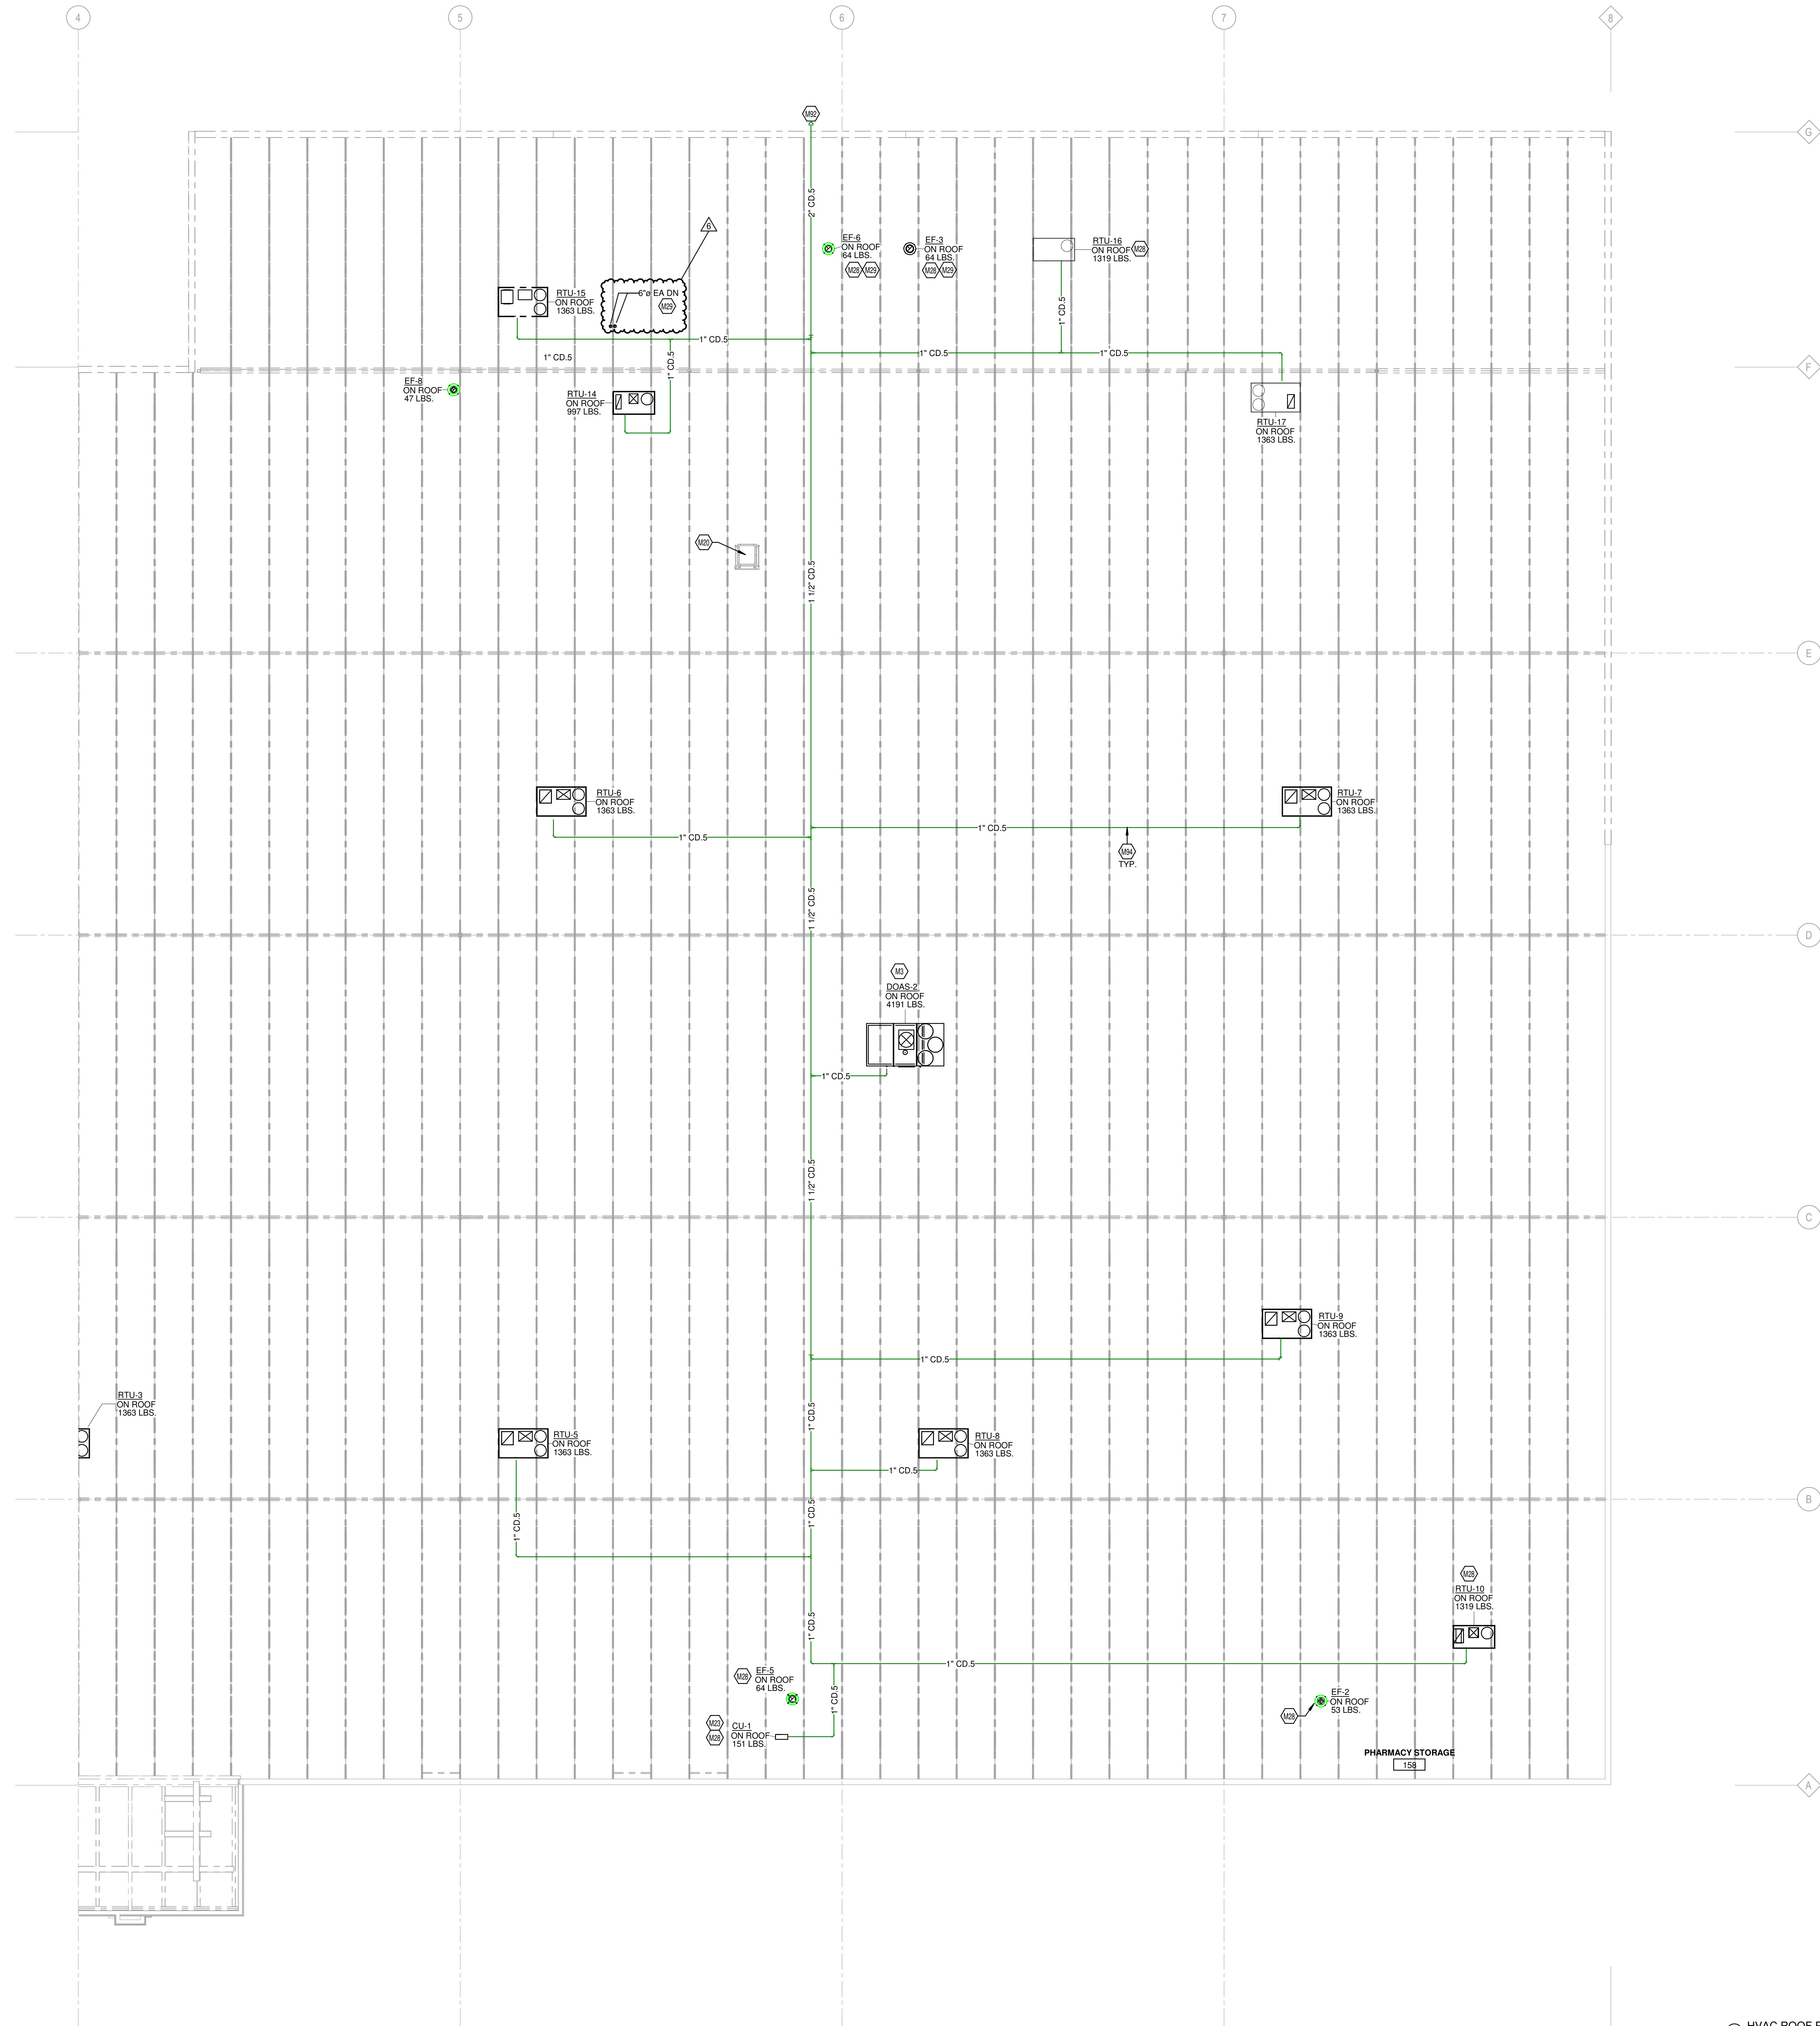 4
5
6
7
8
M92
G
2" CD.5
6
EF-6
ON ROOF
64 LBS.
M28
M29
EF-3
ON ROOF
64 LBS.
M28
M29
RTU-16
ON ROOF
1319 LBS.
M28
RTU-15
ON ROOF
1363 LBS.
6"ø EA DN
M29
1" CD.5
1" CD.5
1" CD.5
1" CD.5
1" CD.5
1" CD.5
F
EF-8
ON ROOF
47 LBS.
RTU-14
ON ROOF
997 LBS.
RTU-17
ON ROOF
1363 LBS.
M20
1 1/2" CD.5
E
RTU-6
ON ROOF
1363 LBS.
RTU-7
ON ROOF
1363 LBS.
1" CD.5
1" CD.5
M94
TYP.
1 1/2" CD.5
D
M3
DOAS-2
ON ROOF
4191 LBS.
1" CD.5
1 1/2" CD.5
C
RTU-9
ON ROOF
1363 LBS.
1" CD.5
RTU-3
ON ROOF
1363 LBS.
1" CD.5
RTU-5
ON ROOF
1363 LBS.
RTU-8
ON ROOF
1363 LBS.
1" CD.5
B
1" CD.5
1" CD.5
M28
RTU-10
ON ROOF
1319 LBS.
1" CD.5
1" CD.5
M28
EF-5
ON ROOF
64 LBS.
1" CD.5
EF-2
ON ROOF
53 LBS.
M28
M23
M28
CU-1
ON ROOF
151 LBS.
PHARMACY STORAGE
158
A